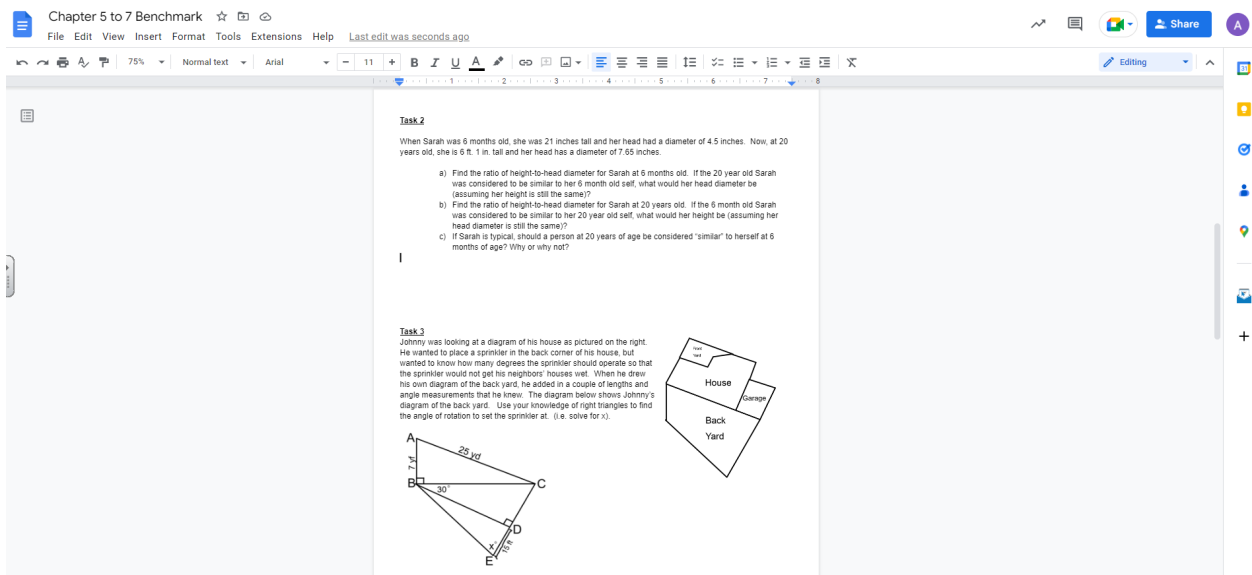 Chapter 5 to 7 Benchmark
File Edit View Insert Format Tools Extensions Help Last edit was seconds ago
Share
A
75% Normal text Arial − 11 + B I U A Editing
31
1 2 3 4 5 6 7 8
Task 2
When Sarah was 6 months old, she was 21 inches tall and her head had a diameter of 4.5 inches. Now, at 20
years old, she is 6 ft. 1 in. tall and her head has a diameter of 7.65 inches.
a) Find the ratio of height-to-head diameter for Sarah at 6 months old. If the 20 year old Sarah
was considered to be similar to her 6 month old self, what would her head diameter be
(assuming her height is still the same)?
b) Find the ratio of height-to-head diameter for Sarah at 20 years old. If the 6 month old Sarah
was considered to be similar to her 20 year old self, what would her height be (assuming her
head diameter is still the same)?
c) If Sarah is typical, should a person at 20 years of age be considered “similar” to herself at 6
months of age? Why or why not?
Task 3
Johnny was looking at a diagram of his house as pictured on the right.
He wanted to place a sprinkler in the back corner of his house, but
wanted to know how many degrees the sprinkler should operate so that
the sprinkler would not get his neighbors’ houses wet. When he drew
his own diagram of the back yard, he added in a couple of lengths and
angle measurements that he knew. The diagram below shows Johnny’s
diagram of the back yard. Use your knowledge of right triangles to find
the angle of rotation to set the sprinkler at. (i.e. solve for x).
Front
Yard
House
Garage
Back
Yard
A
25 yd
7 yd
B
30°
C
D
x°
15 ft
E